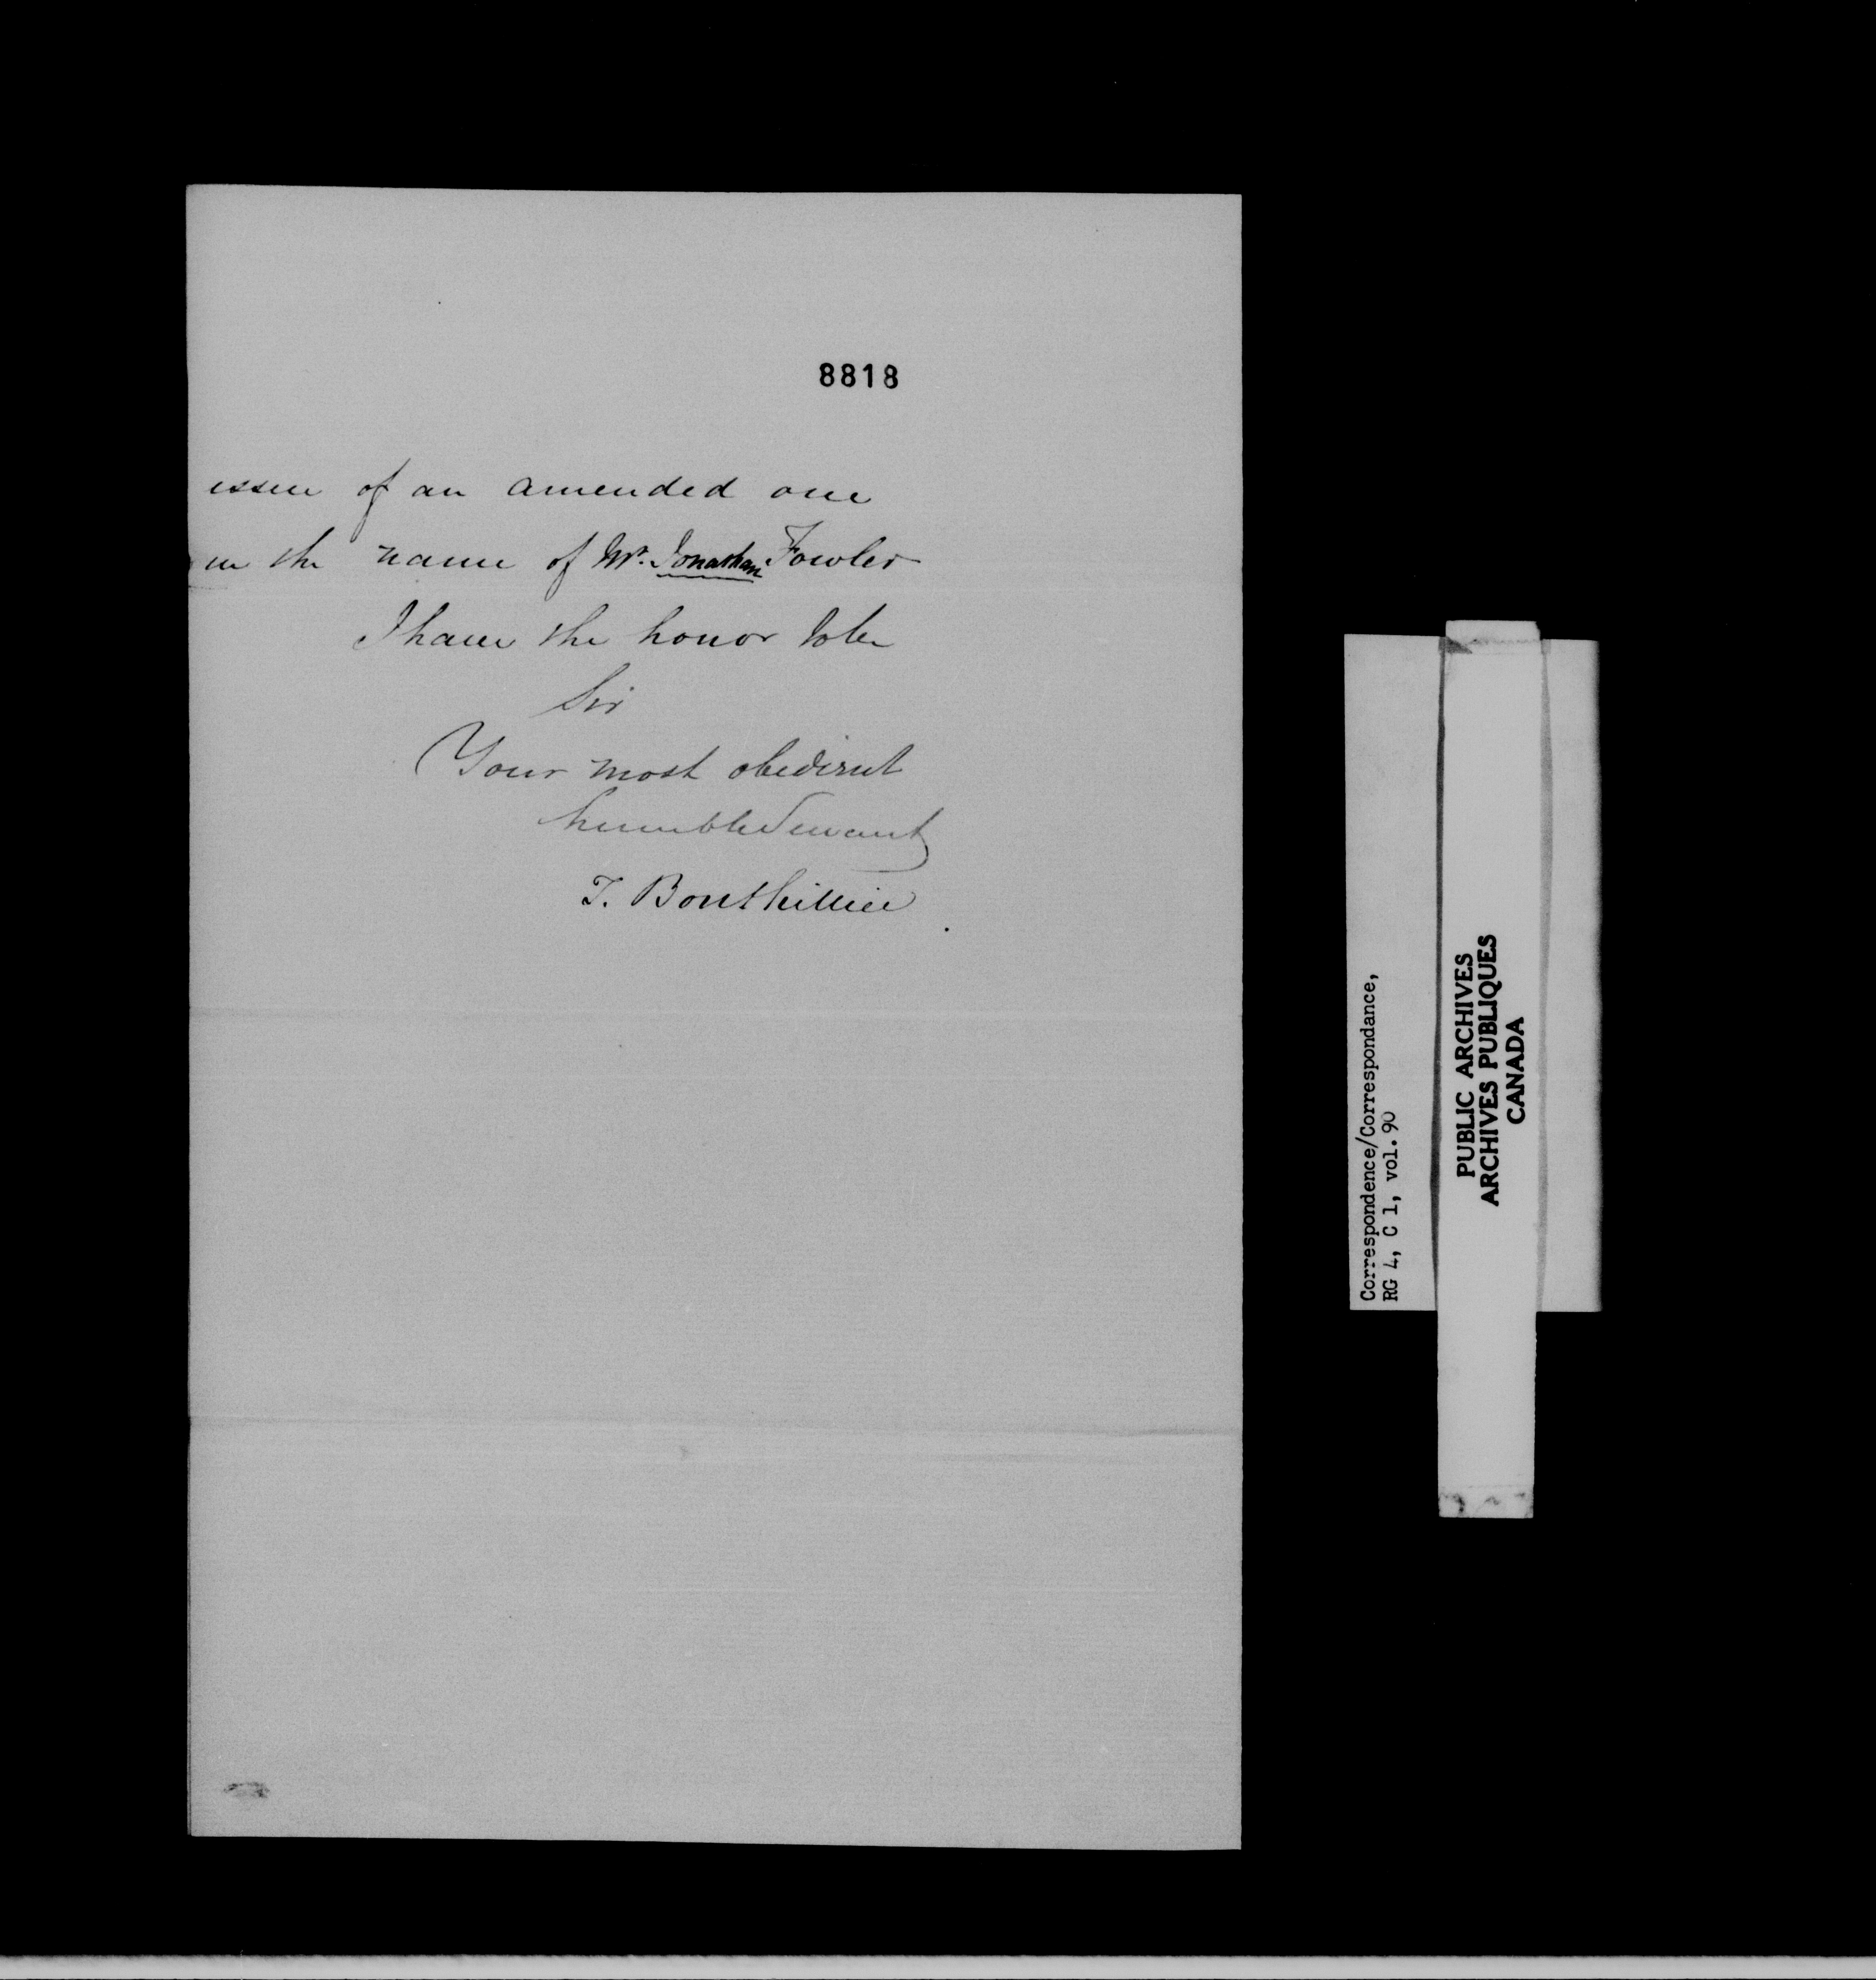 8818
issue of an amended one
in the name of Mr. Jonathan Fowler
I have the honor to be
Sir
Your most obedient
humble Servant
T. Bouthillier
Correspondence/Correspondance,
RG 4, C 1, vol. 90
PUBLIC ARCHIVES
ARCHIVES PUBLIQUES
CANADA